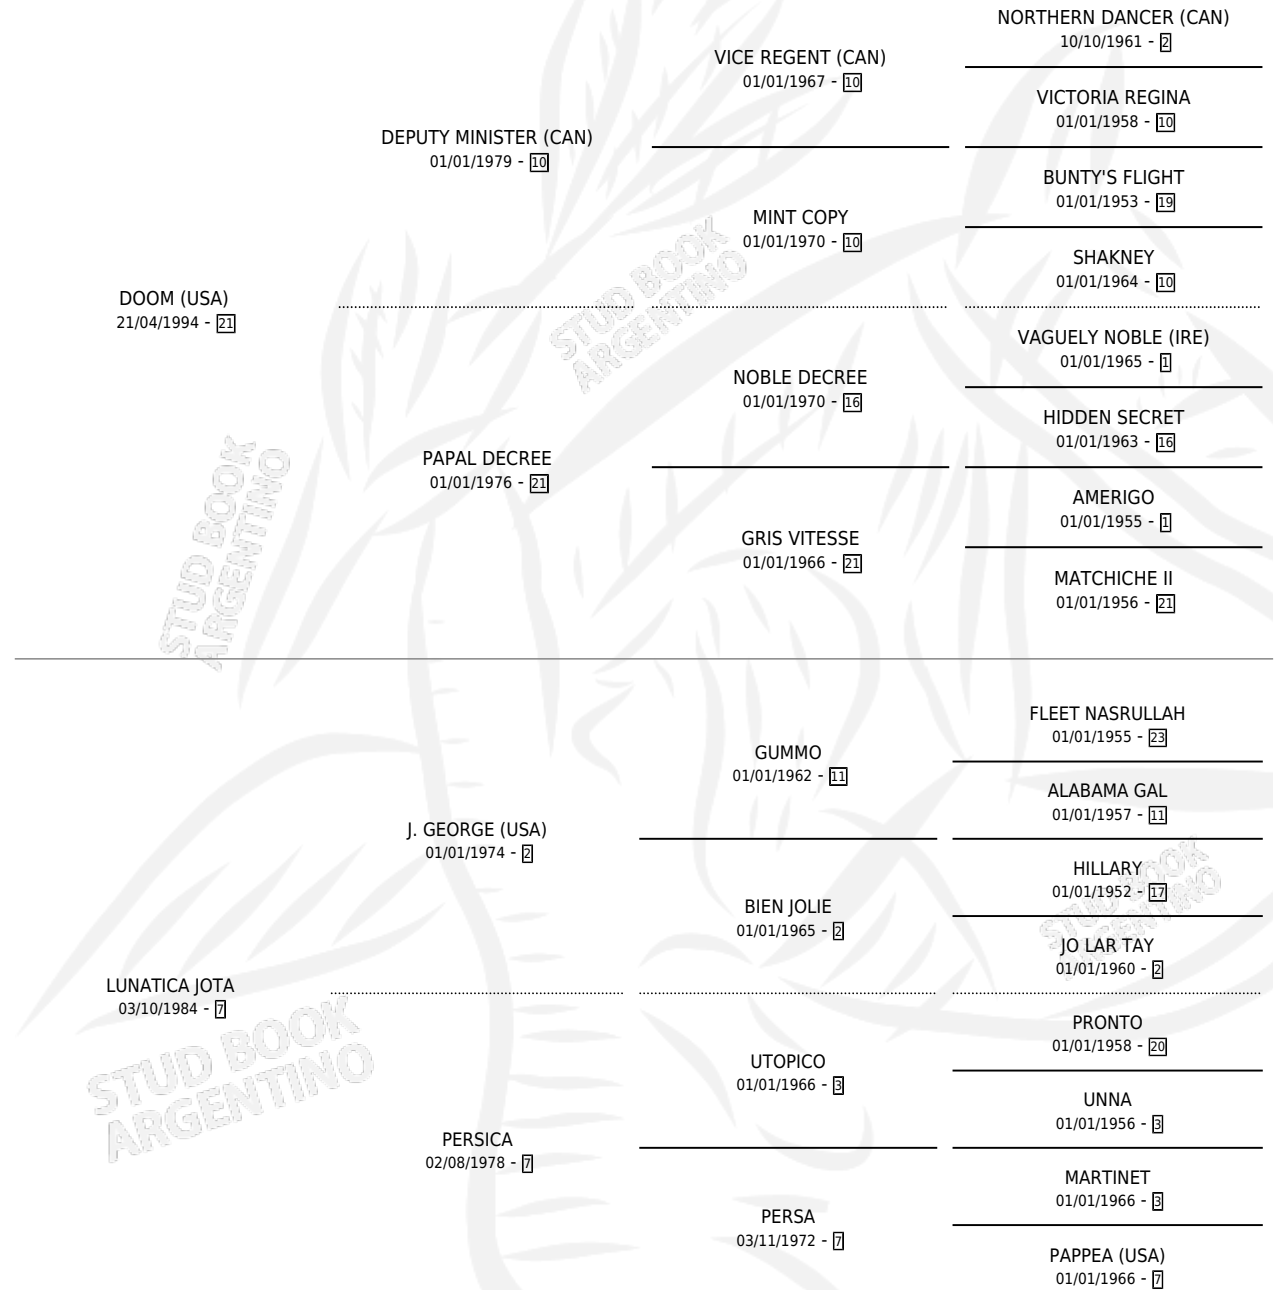 NORTHERN DANCER (CAN)
10/10/1961 - 2
VICE REGENT (CAN)
01/01/1967 - 10
VICTORIA REGINA
01/01/1958 - 10
DEPUTY MINISTER (CAN)
01/01/1979 - 10
BUNTY'S FLIGHT
01/01/1953 - 19
MINT COPY
01/01/1970 - 10
SHAKNEY
01/01/1964 - 10
DOOM (USA)
21/04/1994 - 21
VAGUELY NOBLE (IRE)
01/01/1965 - 1
NOBLE DECREE
01/01/1970 - 16
HIDDEN SECRET
01/01/1963 - 16
PAPAL DECREE
01/01/1976 - 21
AMERIGO
01/01/1955 - 1
GRIS VITESSE
01/01/1966 - 21
MATCHICHE II
01/01/1956 - 21
FLEET NASRULLAH
01/01/1955 - 23
GUMMO
01/01/1962 - 11
ALABAMA GAL
01/01/1957 - 11
J. GEORGE (USA)
01/01/1974 - 2
HILLARY
01/01/1952 - 17
BIEN JOLIE
01/01/1965 - 2
JO LAR TAY
01/01/1960 - 2
LUNATICA JOTA
03/10/1984 - 7
PRONTO
01/01/1958 - 20
UTOPICO
01/01/1966 - 3
UNNA
01/01/1956 - 3
PERSICA
02/08/1978 - 7
MARTINET
01/01/1966 - 3
PERSA
03/11/1972 - 7
PAPPEA (USA)
01/01/1966 - 7
STUD BOOK
ARGENTINO
STUD BOOK
ARGENTINO
STUD BOOK
ARGENTINO
STUD BOOK
ARGENTINO